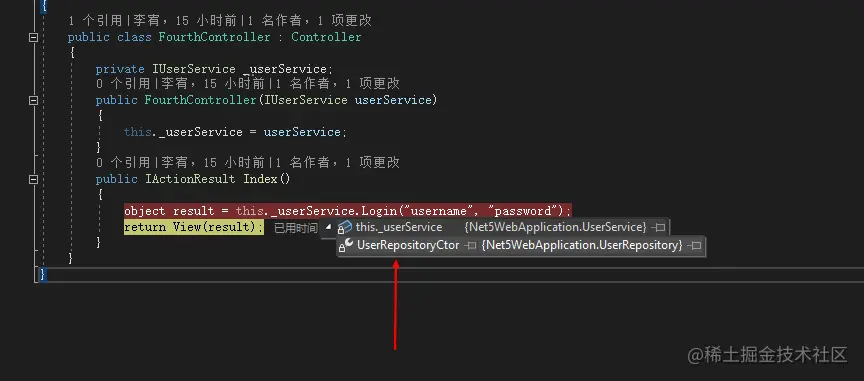 {
1 个引用|李宥，15 小时前|1 名作者，1 项更改
public class FourthController : Controller
{
private IUserService _userService;
0 个引用|李宥，15 小时前|1 名作者，1 项更改
public FourthController(IUserService userService)
{
this._userService = userService;
}
0 个引用|李宥，15 小时前|1 名作者，1 项更改
public IActionResult Index()
{
object result = this._userService.Login("username", "password");
return View(result); 已用时间
this._userService {Net5WebApplication.UserService}
UserRepositoryCtor {Net5WebApplication.UserRepository}
}
}
}
@稀土掘金技术社区